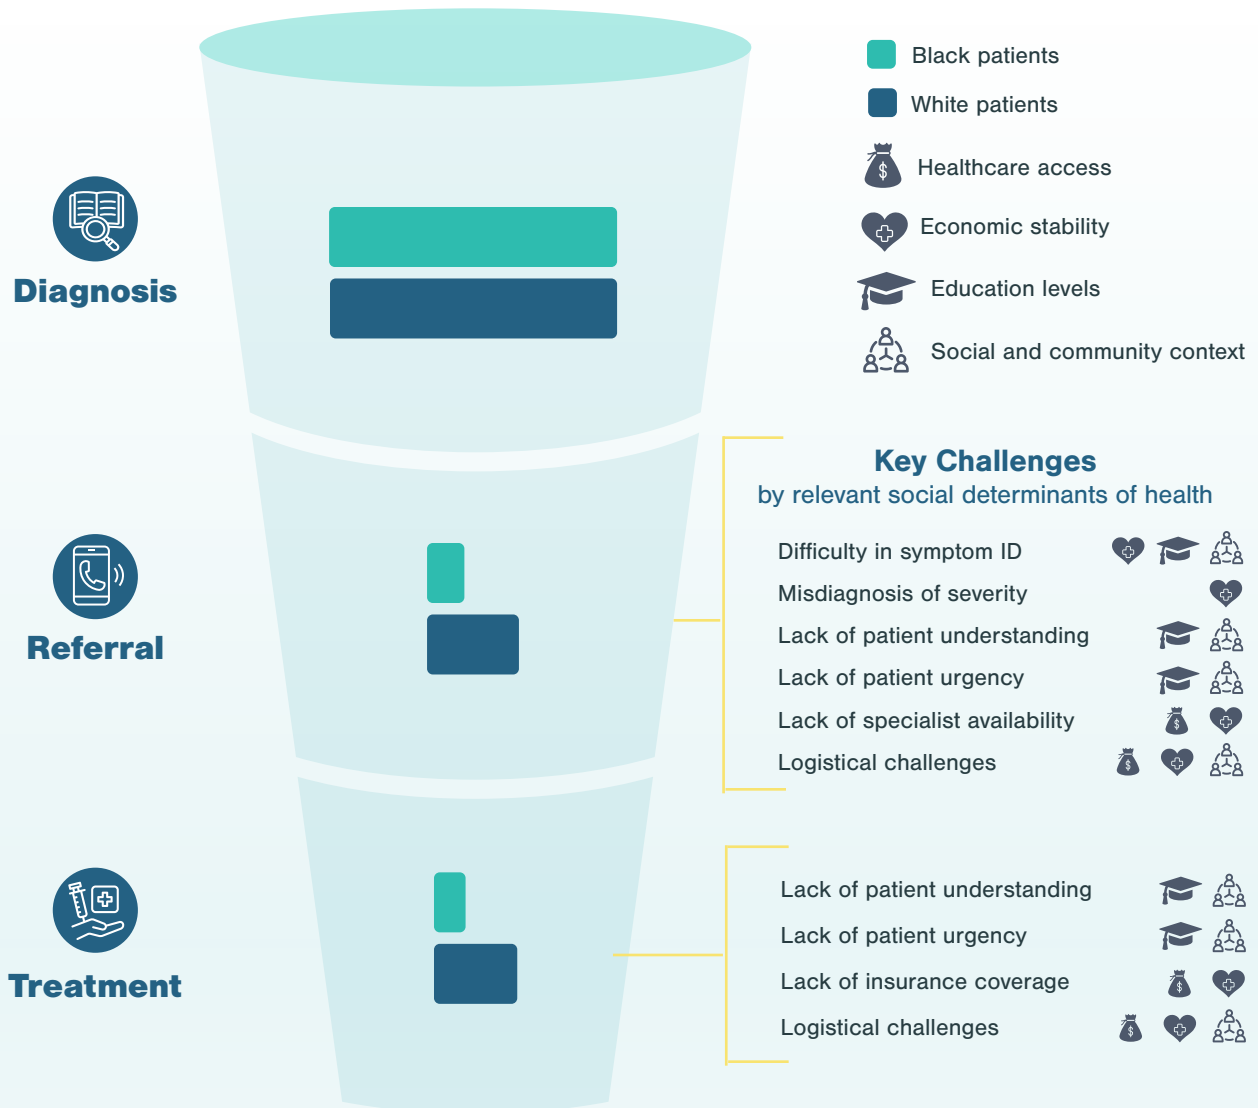 Black patients
White patients
Healthcare access
Economic stability
Education levels
Social and community context
Diagnosis
Key Challenges
by relevant social determinants of health
Difficulty in symptom ID
Misdiagnosis of severity
Lack of patient understanding
Lack of patient urgency
Lack of specialist availability
Logistical challenges
Referral
Lack of patient understanding
Lack of patient urgency
Lack of insurance coverage
Logistical challenges
Treatment